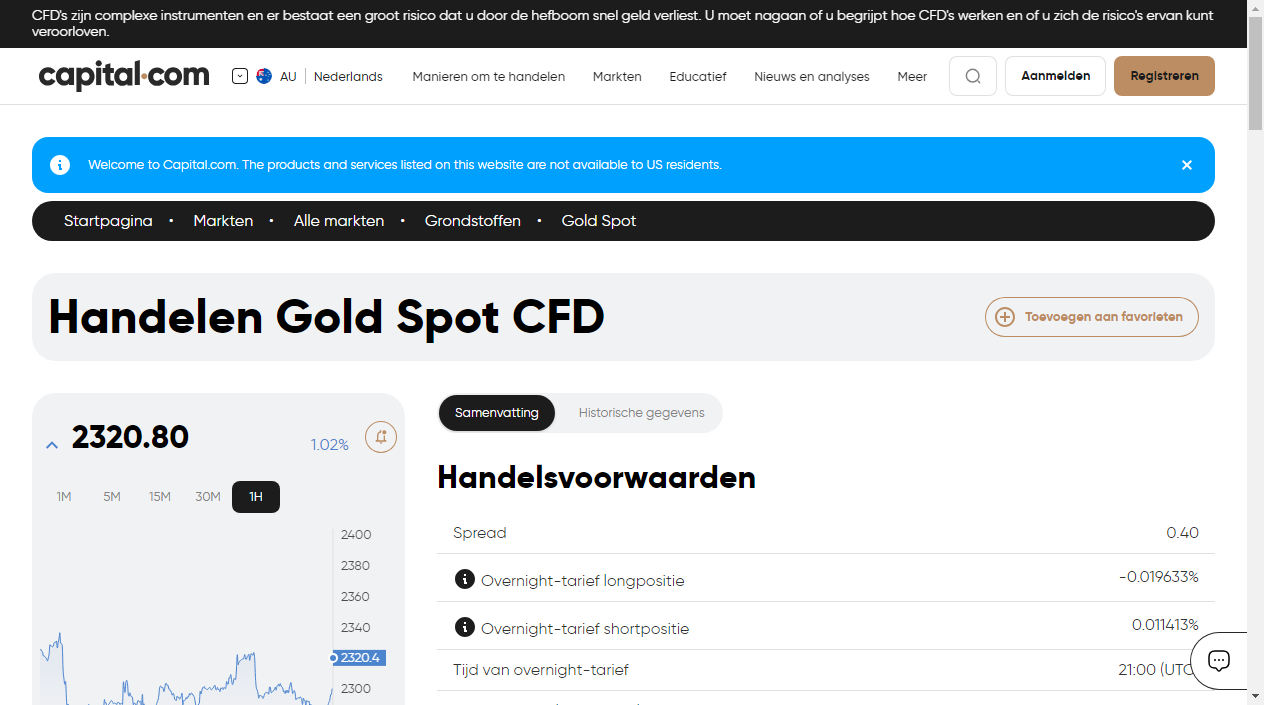 CFD's zijn complexe instrumenten en er bestaat een groot risico dat u door de hefboom snel geld verliest. U moet nagaan of u begrijpt hoe CFD's werken en of u zich de risico's ervan kunt
veroorloven.
capital.com AU Nederlands Manieren om te handelen Markten Educatief Nieuws en analyses Meer Aanmelden Registreren
Welcome to Capital.com. The products and services listed on this website are not available to US residents.
Startpagina • Markten • Alle markten • Grondstoffen • Gold Spot
Handelen Gold Spot CFD
Toevoegen aan favorieten
2320.80 1.02%
1M 5M 15M 30M 1H
2400
2380
2360
2340
2320.4
2300
Samenvatting Historische gegevens
Handelsvoorwaarden
Spread 0.40
Overnight-tarief longpositie -0.019633%
Overnight-tarief shortpositie 0.011413%
Tijd van overnight-tarief 21:00 (UTC